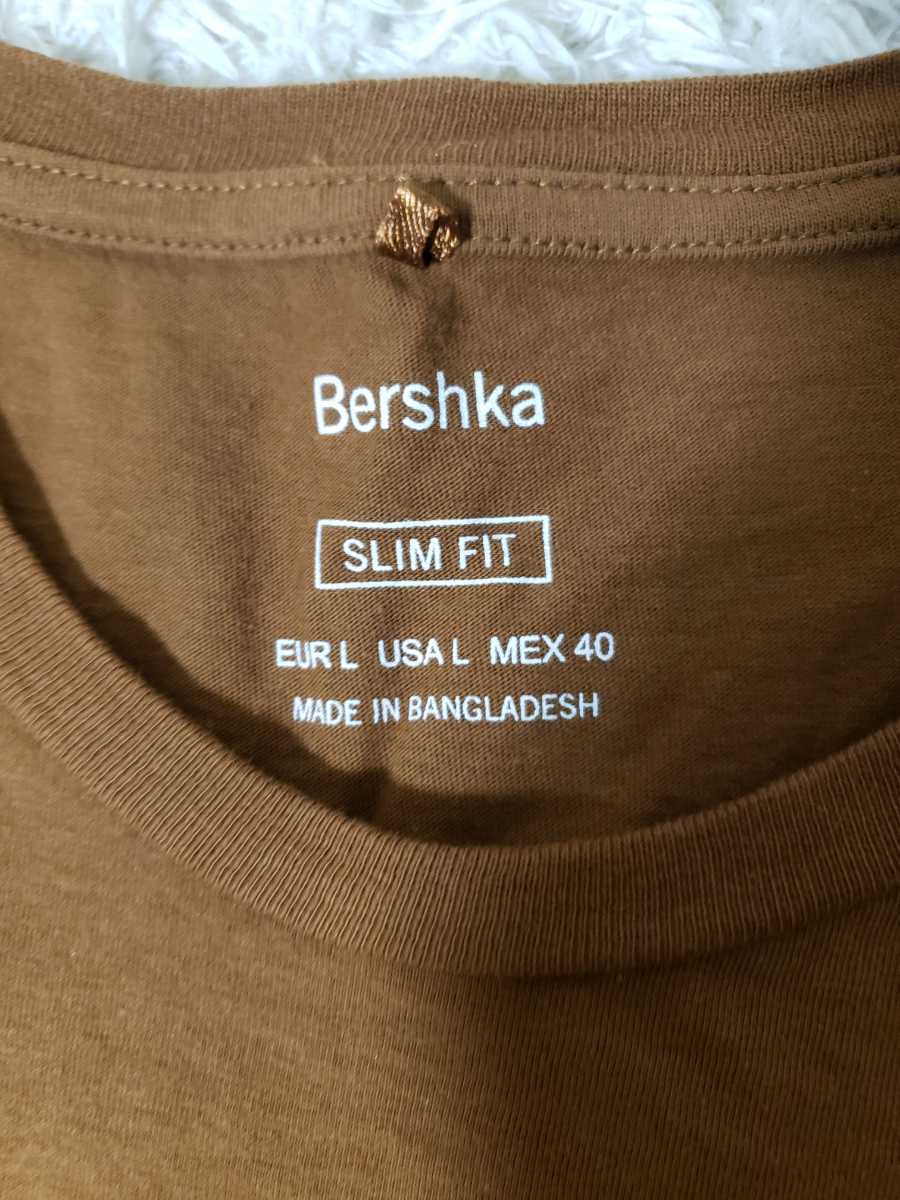 Bershka
SLIM FIT
EUR L USA L MEX 40
MADE IN BANGLADESH